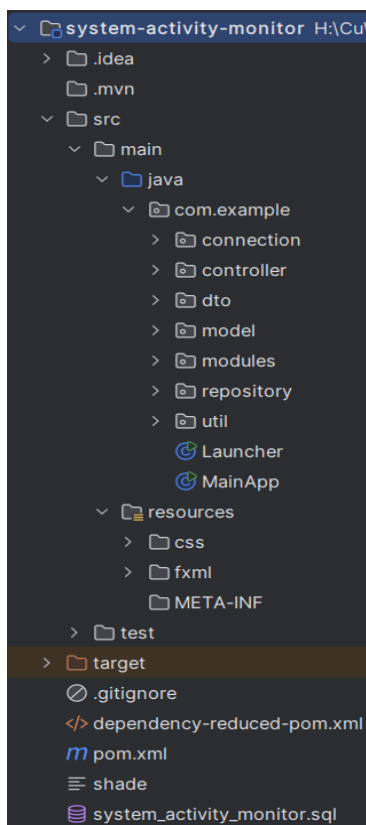 system-activity-monitor H:\Cu\
.idea
.mvn
src
main
java
com.example
connection
controller
dto
model
modules
repository
util
Launcher
MainApp
resources
css
fxml
META-INF
test
target
.gitignore
dependency-reduced-pom.xml
pom.xml
shade
system_activity_monitor.sql